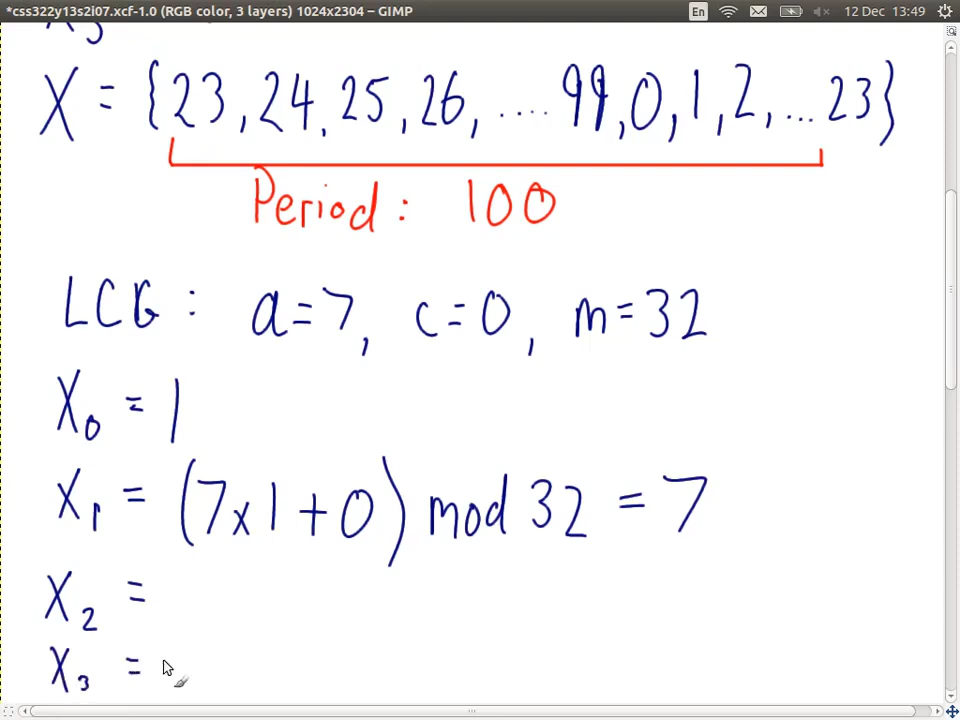 *css322y13s2i07.xcf-1.0 (RGB color, 3 layers) 1024x2304 – GIMP En 12 Dec 13:49
X = {23, 24, 25, 26, .... 99, 0, 1, 2, ... 23}
Period: 100
LCG: a=7, c=0, m=32
X0 = 1
X1 = (7x1+0) mod 32 = 7
X2 =
X3 =